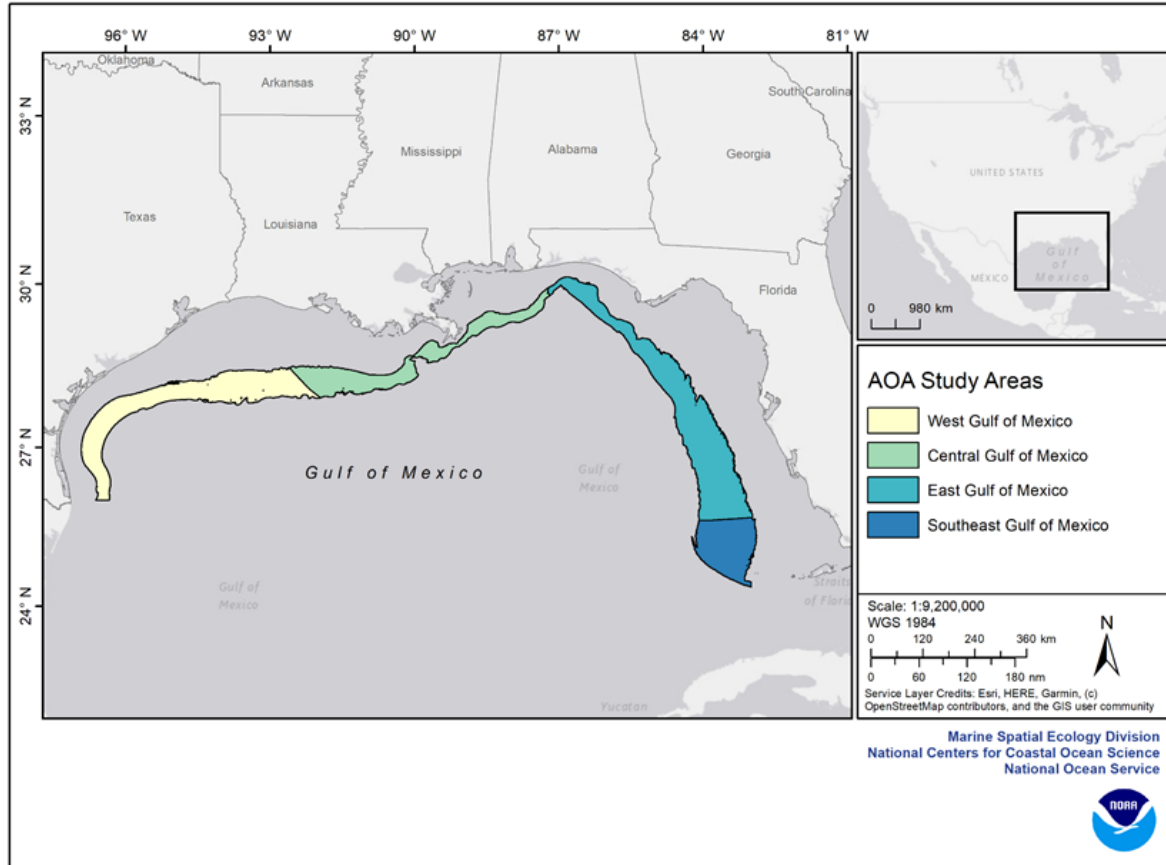 96° W
93° W
90° W
87° W
84° W
81° W
33° N
30° N
27° N
24° N
Oklahoma
Arkansas
South Carolina
Mississippi
Alabama
Georgia
Texas
Louisiana
Florida
Gulf of Mexico
Gulf of
Mexico
Gulf of
Mexico
Straits
of Florid
Yucatan
UNITED STATES
MÉXICO
Gulf
of
Mexico
0 980 km
AOA Study Areas
West Gulf of Mexico
Central Gulf of Mexico
East Gulf of Mexico
Southeast Gulf of Mexico
Scale: 1:9,200,000
WGS 1984
N
0 120 240 360 km
0 60 120 180 nm
Service Layer Credits: Esri, HERE, Garmin, (c)
OpenStreetMap contributors, and the GIS user community
Marine Spatial Ecology Division
National Centers for Coastal Ocean Science
National Ocean Service
NOAA